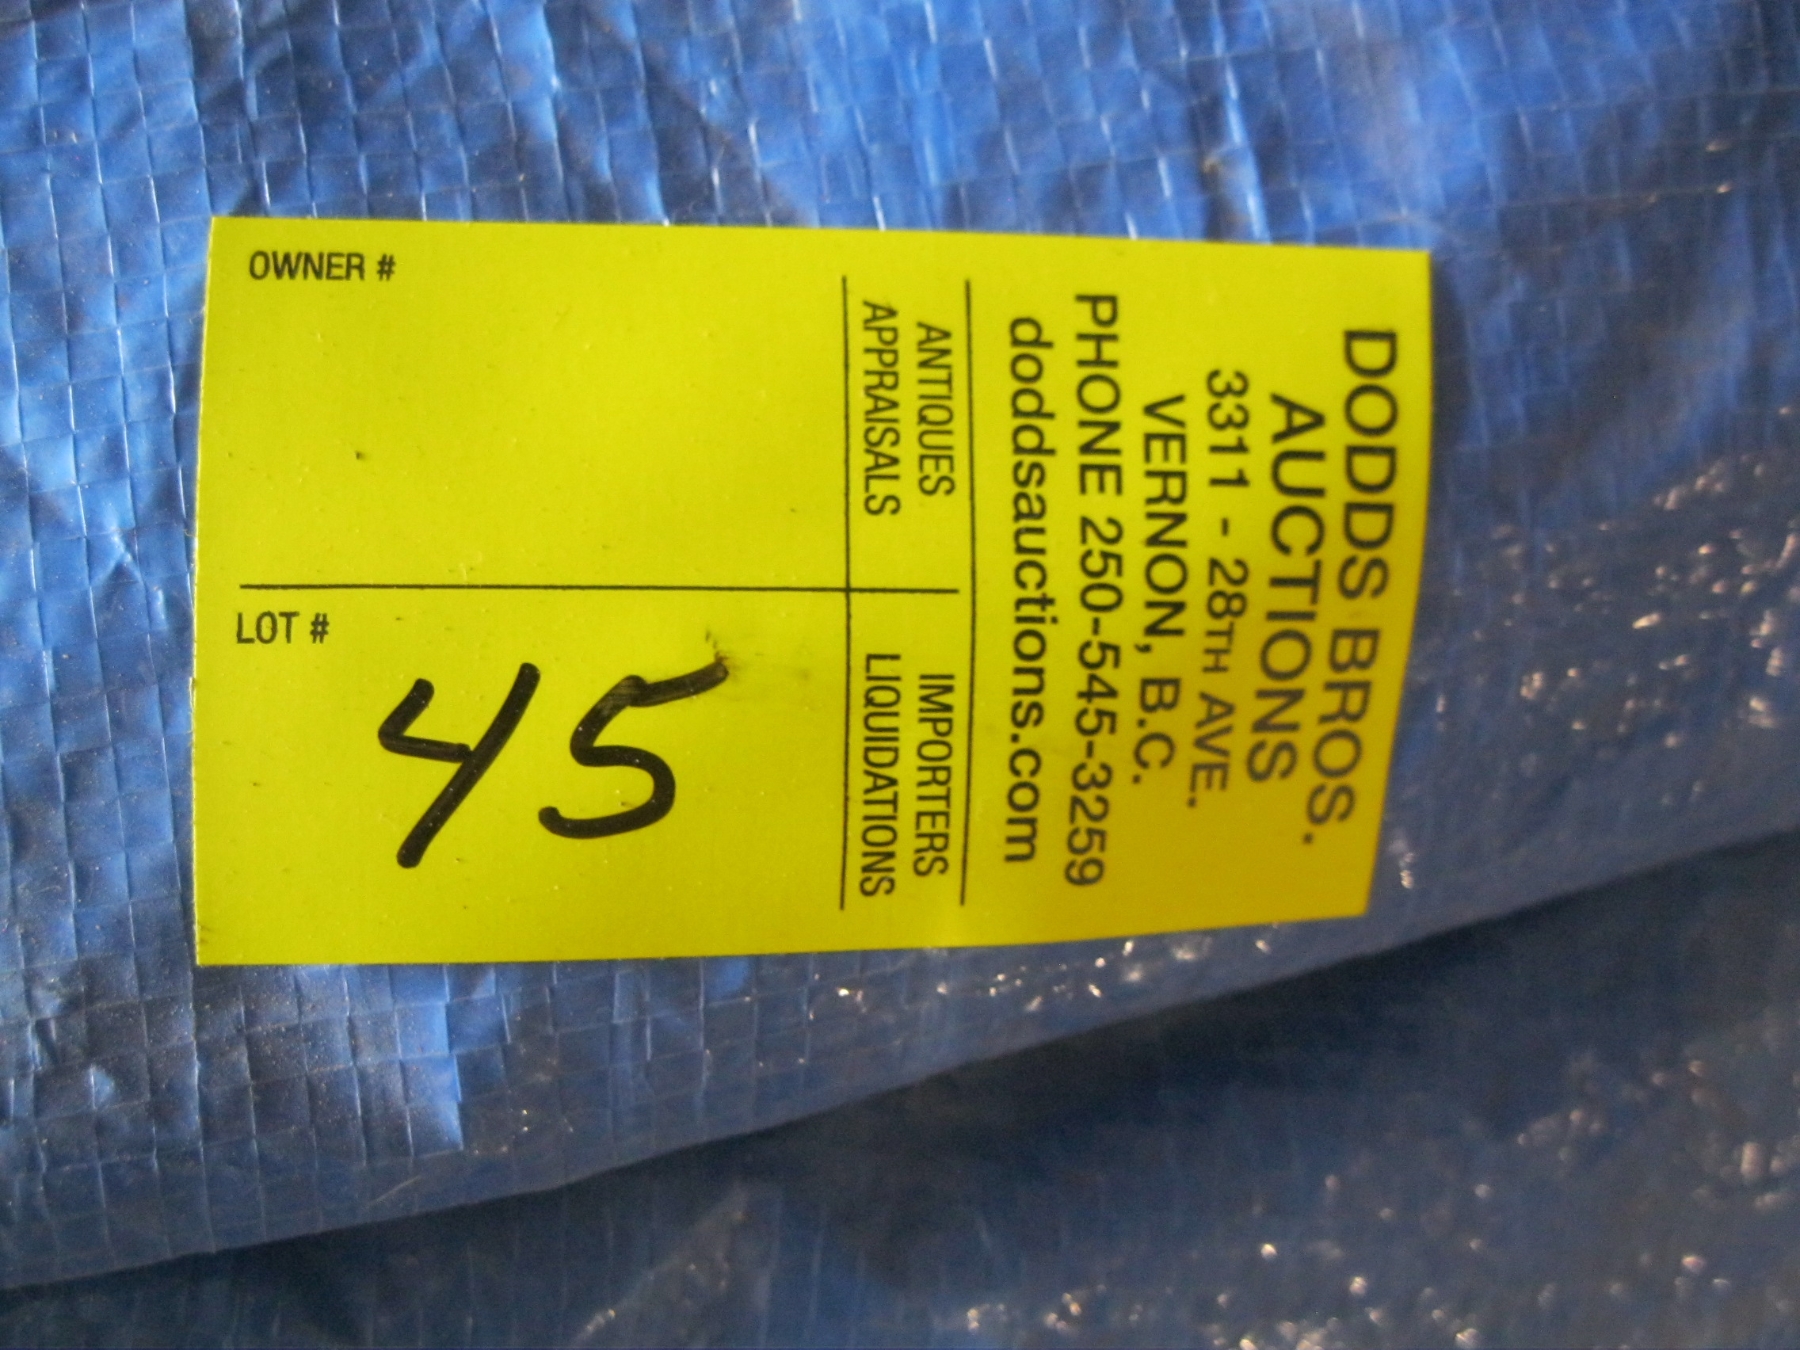 DODDS BROS.
AUCTIONS
3311 - 28TH AVE.
VERNON, B.C.
PHONE 250-545-3259
doddsauctions.com
ANTIQUES
APPRAISALS
IMPORTERS
LIQUIDATIONS
OWNER #
LOT #
45